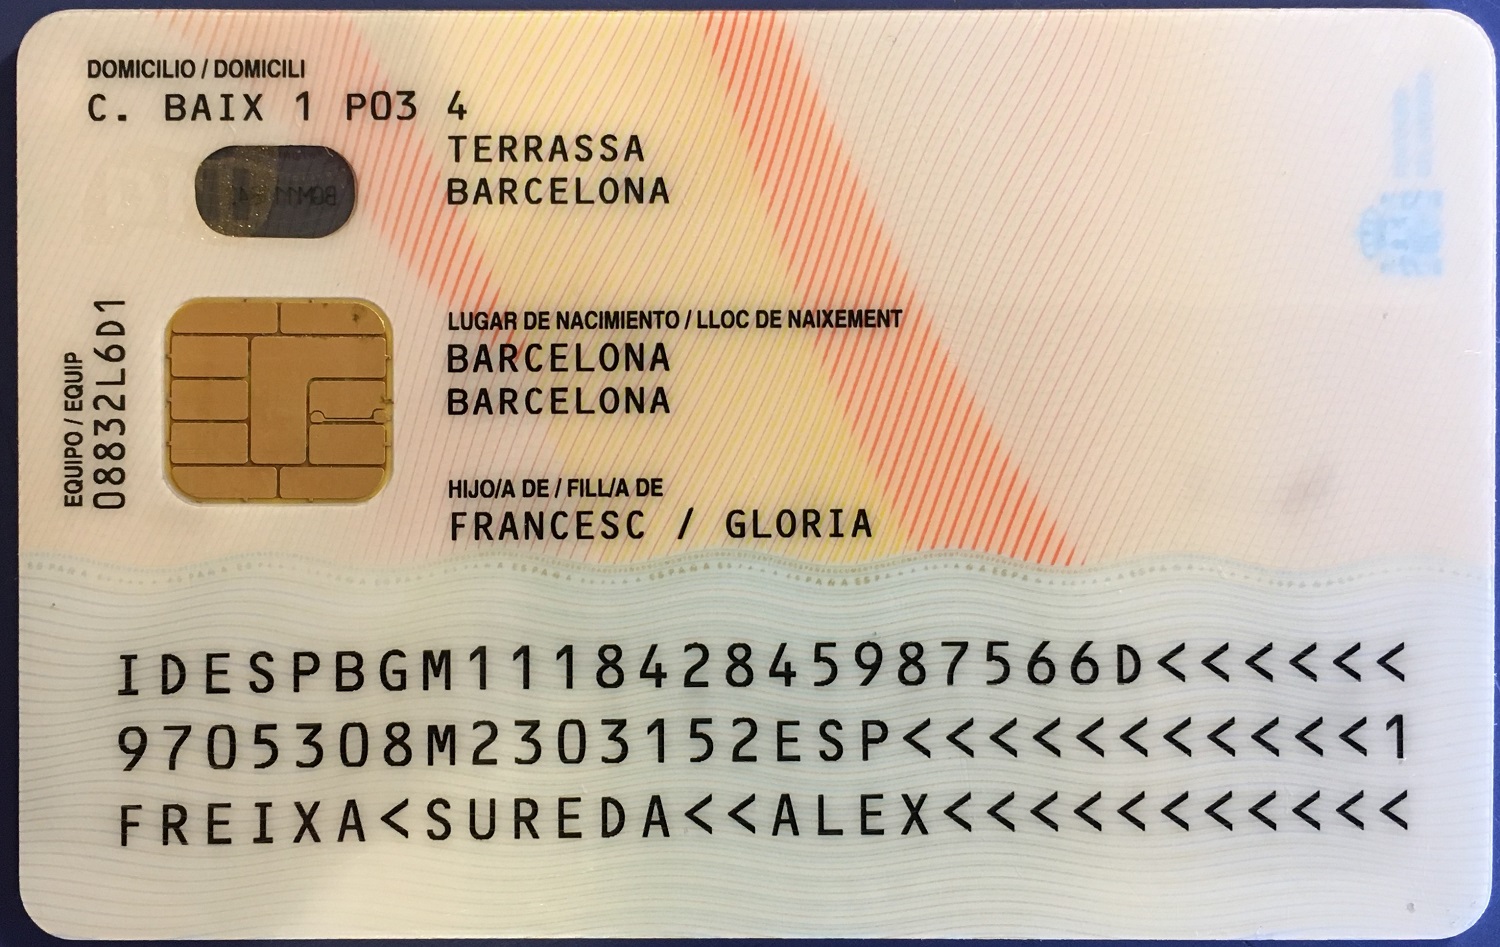 DOMICILIO / DOMICILI
C. BAIX 1 P03 4
TERRASSA
BARCELONA
LUGAR DE NACIMIENTO / LLOC DE NAIXEMENT
BARCELONA
BARCELONA
EQUIPO / EQUIP
08832L6D1
HIJO/A DE / FILL/A DE
FRANCESC / GLORIA
IDESPBGM111842845987566D<<<<<<
9705308M2303152ESP<<<<<<<<<<<1
FREIXA<SUREDA<<ALEX<<<<<<<<<<<